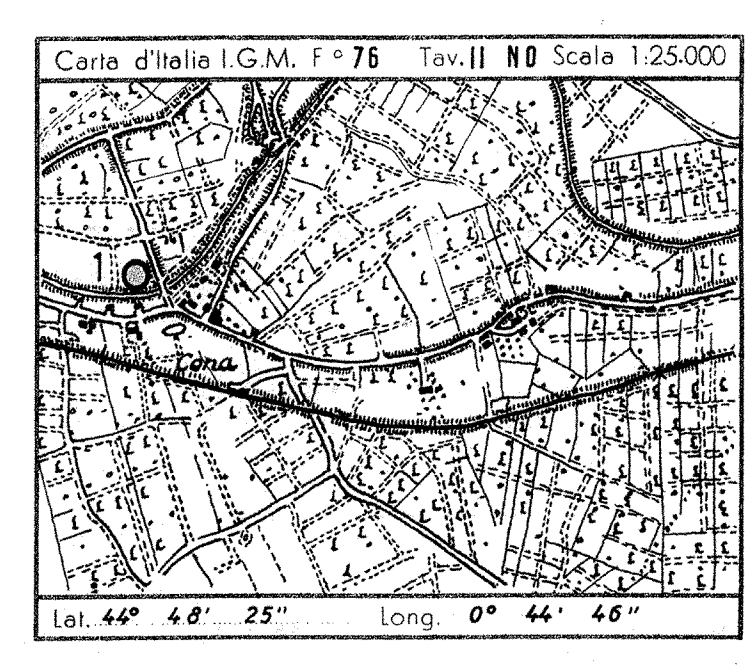 Carta d'Italia I.G.M. F° 76 Tav. II NO Scala 1:25.000
1
Cona
Lat. 44° 48' 25" Long. 0° 44' 46"